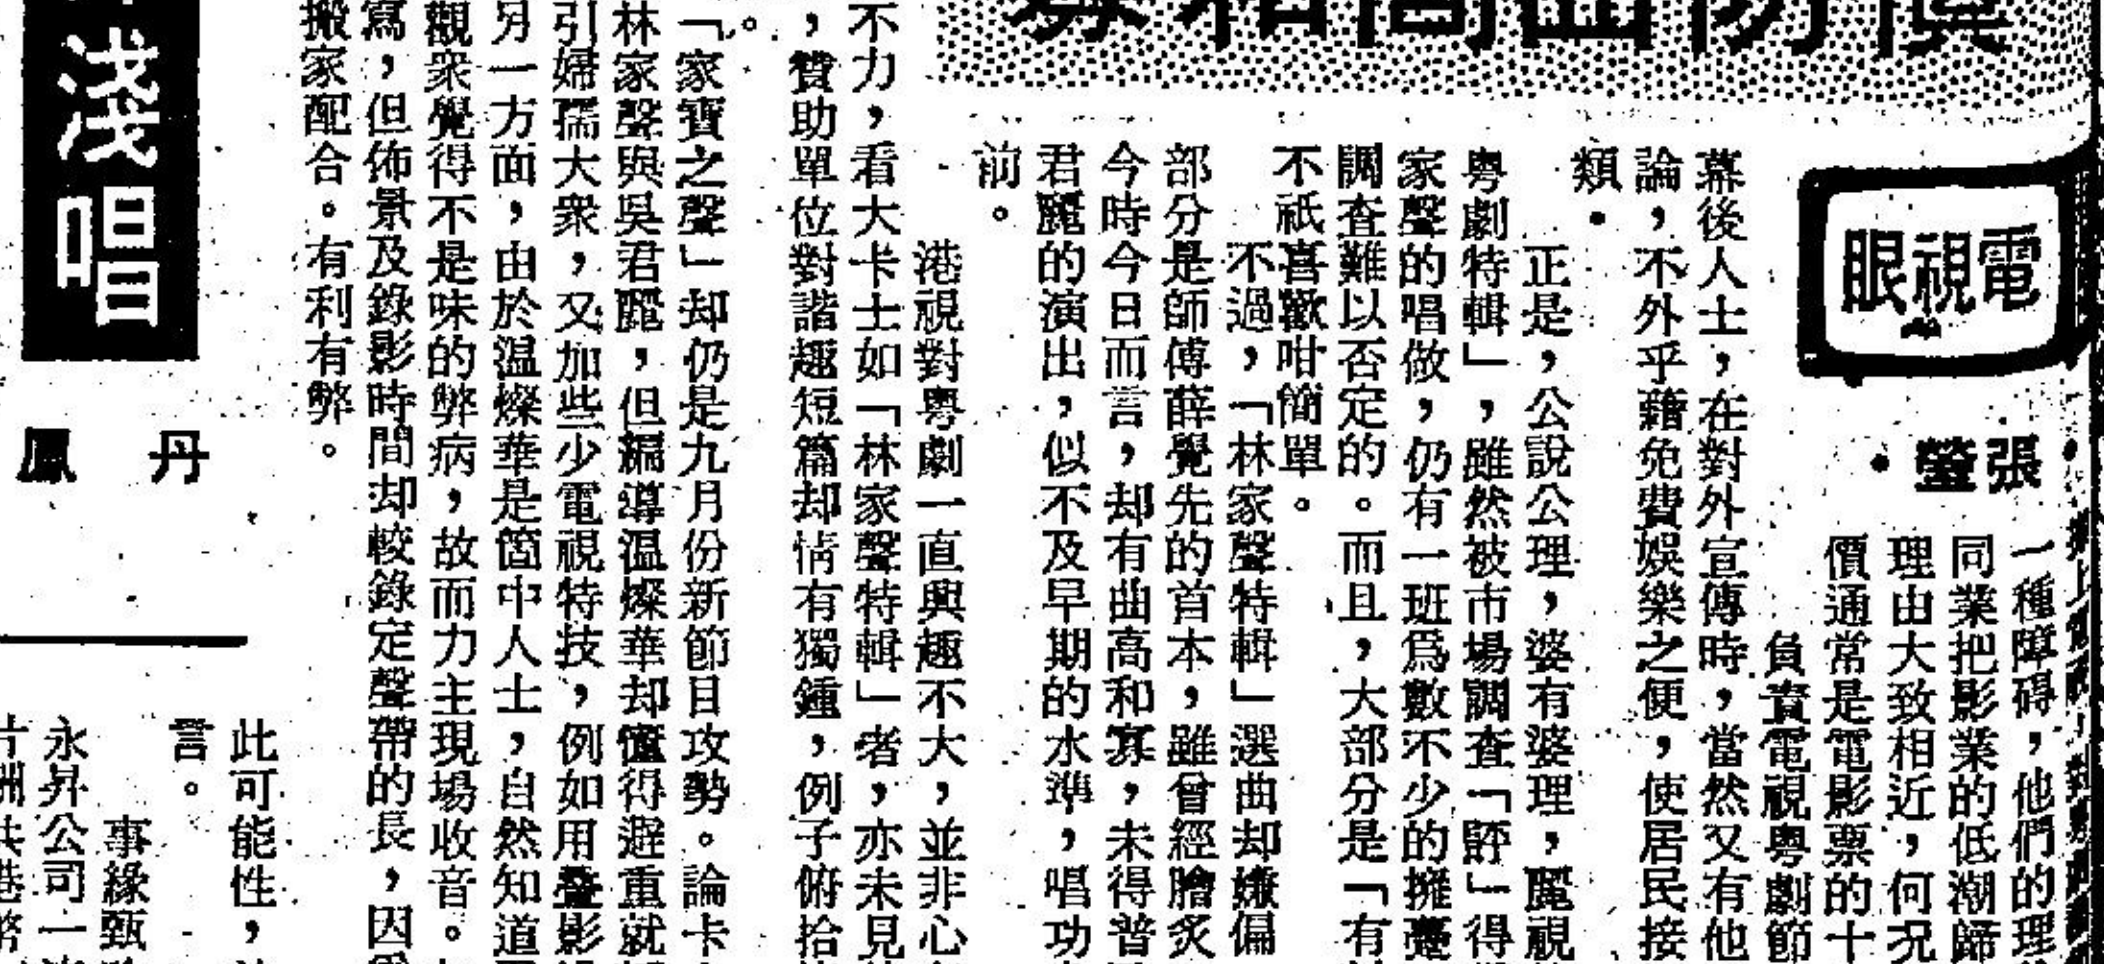 慎防曲高和寡
電視眼
張瑩
一種障碍，他們的理
同業把影業的低潮歸
理由大致相近，何況
價通常是電影票的十
負責電視粵劇節
幕後人士，在對外宣傳時，當然又有他
論，不外乎藉免費娛樂之便，使居民接
類。
正是，公說公理，婆有婆理，麗視
粵劇特輯」，雖然被市場調查「評」得
家聲的唱做，仍有一班爲數不少的擁躉
調查難以否定的。而且，大部分是「有
不祇喜歡咁簡單。
不過，「林家聲特輯」選曲却嫌偏
部分是師傅薛覺先的首本，雖曾經膾炙
今時今日而言，却有曲高和寡，未得普
君麗的演出，似不及早期的水準，唱功
前。
港視對粵劇一直興趣不大，並非心
不力，看大卡士如「林家聲特輯」者，亦未見
，贊助單位對諧趣短篇却情有獨鍾，例子俯拾
。
「家寶之聲」却仍是九月份新節目攻勢。論卡
林家聲與吳君麗，但編導溫燦華却懂得避重就
引婦孺大衆，又加些少電視特技，例如用疊影
另一方面，由於温燦華是箇中人士，自然知道
觀衆覺得不是味的弊病，故而力主現場收音。
寫，但佈景及錄影時間却較錄定聲帶的長，因
搬家配合。有利有弊。
淺唱
丹鳳
此可能性，
言。
事緣甄
永昇公司一